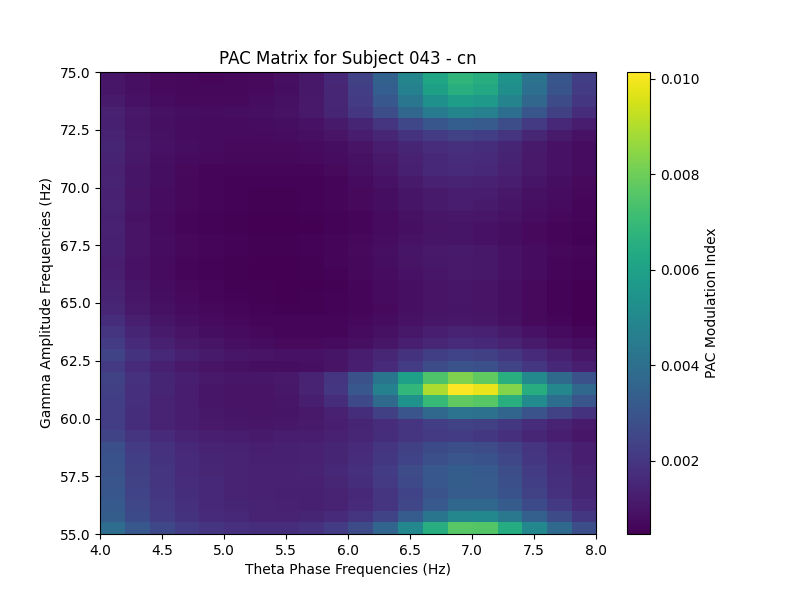 PAC Matrix for Subject 043 - cn
75.0
72.5
70.0
67.5
65.0
62.5
60.0
57.5
55.0
Gamma Amplitude Frequencies (Hz)
4.0 4.5 5.0 5.5 6.0 6.5 7.0 7.5 8.0
Theta Phase Frequencies (Hz)
0.010
0.008
0.006
0.004
0.002
PAC Modulation Index